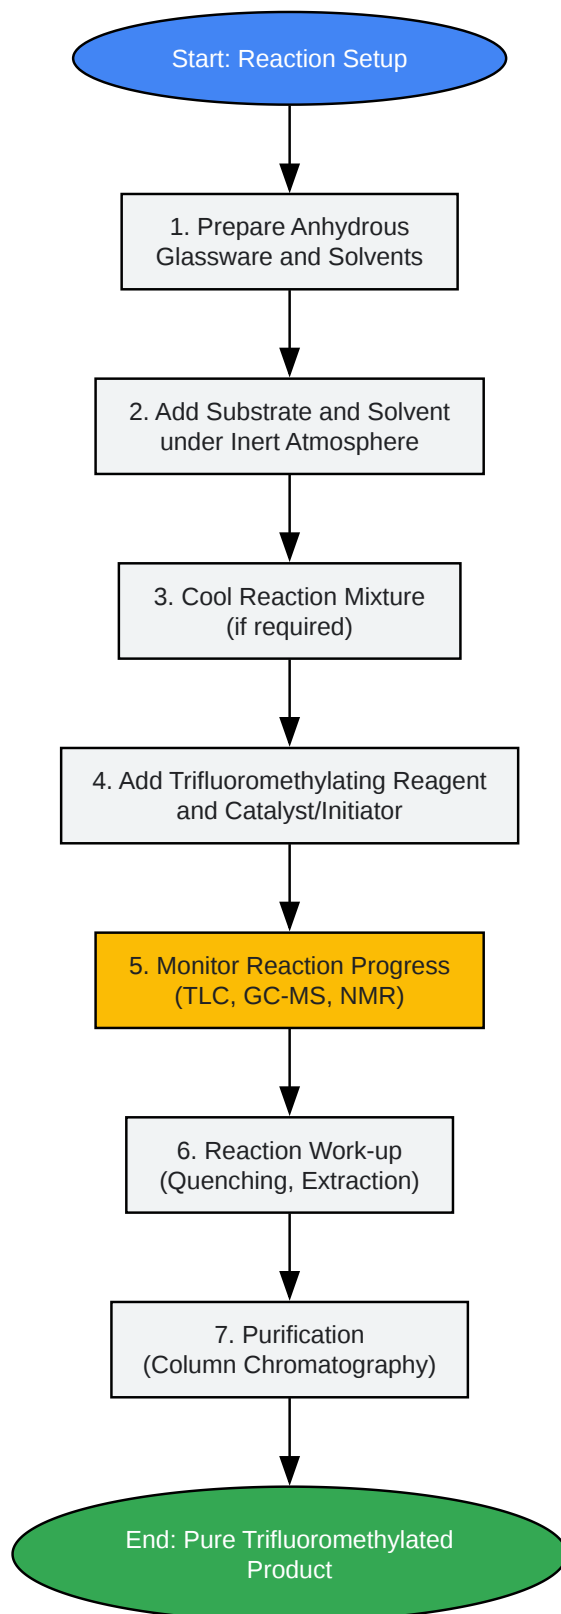 Start: Reaction Setup
1. Prepare Anhydrous
Glassware and Solvents
2. Add Substrate and Solvent
under Inert Atmosphere
3. Cool Reaction Mixture
(if required)
4. Add Trifluoromethylating Reagent
and Catalyst/Initiator
5. Monitor Reaction Progress
(TLC, GC-MS, NMR)
6. Reaction Work-up
(Quenching, Extraction)
7. Purification
(Column Chromatography)
End: Pure Trifluoromethylated
Product